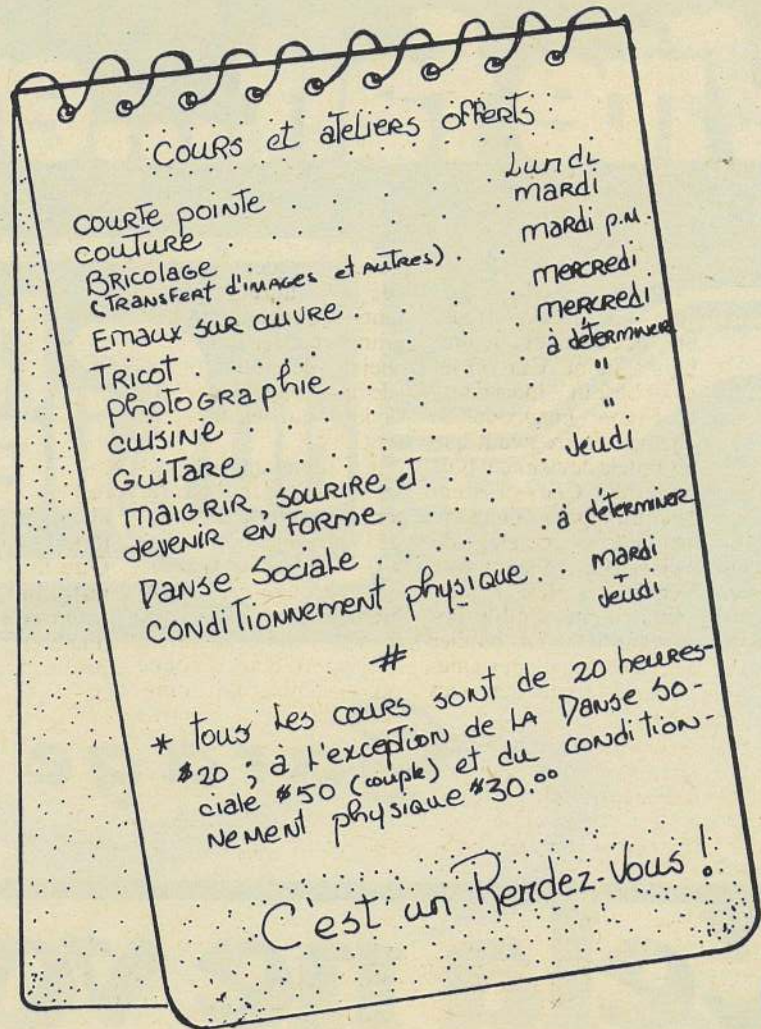 Cours et ateliers offerts:
courte pointe . . . . . . Lundi
couture . . . . . . mardi
Bricolage . . . . . mardi p.m.
(Transfert d'images et autres) . .
Emaux sur cuivre . . . . mercredi
Tricot . . . . . . . mercredi
photographie . . . . . à déterminer
cuisine . . . . . . "
Guitare . . . . . . "
maigrir, sourire et . . . . Jeudi
devenir en forme . . . . .
Danse Sociale . . . . . à déterminer
conditionnement physique . . mardi
Jeudi
#
* tous les cours sont de 20 heures-
$20 ; à l'exception de la Danse So-
ciale $50 (couple) et du condition-
nement physique $30.00
C'est un Rendez-Vous !